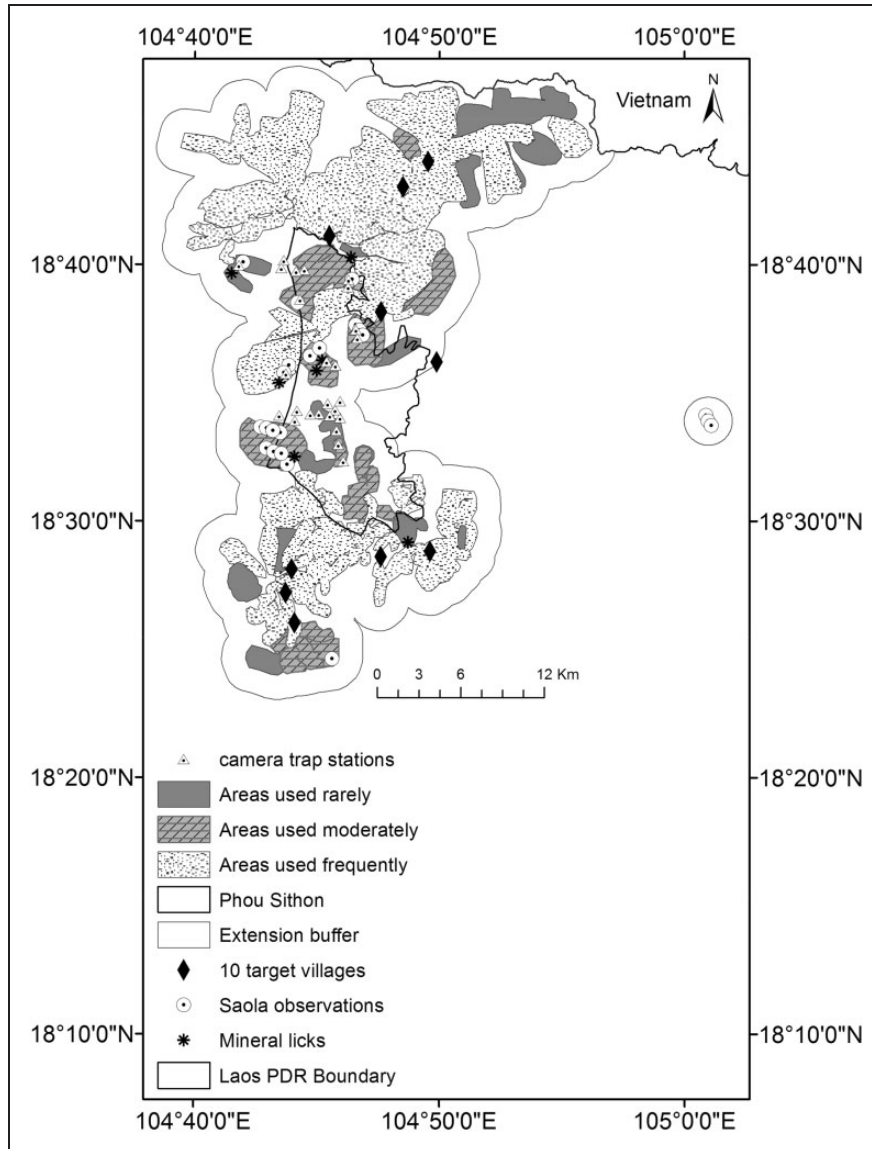 104°40'0"E 104°50'0"E 105°0'0"E
Vietnam
N
18°40'0"N 18°40'0"N
18°30'0"N 18°30'0"N
0 3 6 12 Km
18°20'0"N 18°20'0"N
camera trap stations
Areas used rarely
Areas used moderately
Areas used frequently
Phou Sithon
Extension buffer
10 target villages
Saola observations
Mineral licks
Laos PDR Boundary
18°10'0"N 18°10'0"N
104°40'0"E 104°50'0"E 105°0'0"E